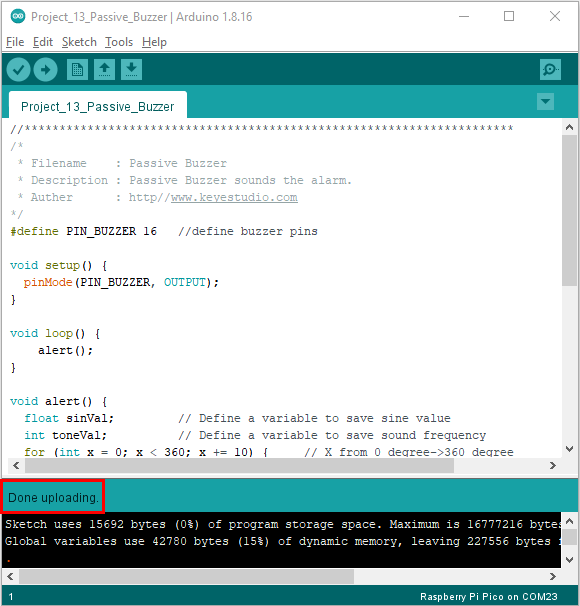 Project_13_Passive_Buzzer | Arduino 1.8.16
File Edit Sketch Tools Help
Project_13_Passive_Buzzer
//**********************************************************************
/*
 * Filename    : Passive Buzzer
 * Description : Passive Buzzer sounds the alarm.
 * Auther      : http//www.keyestudio.com
*/
#define PIN_BUZZER 16   //define buzzer pins
void setup() {
  pinMode(PIN_BUZZER, OUTPUT);
}
void loop() {
    alert();
}
void alert() {
  float sinVal;         // Define a variable to save sine value
  int toneVal;          // Define a variable to save sound frequency
  for (int x = 0; x < 360; x += 10) {     // X from 0 degree->360 degree
Done uploading.
Sketch uses 15692 bytes (0%) of program storage space. Maximum is 16777216 bytes
Global variables use 42780 bytes (15%) of dynamic memory, leaving 227556 bytes
.
1
Raspberry Pi Pico on COM23